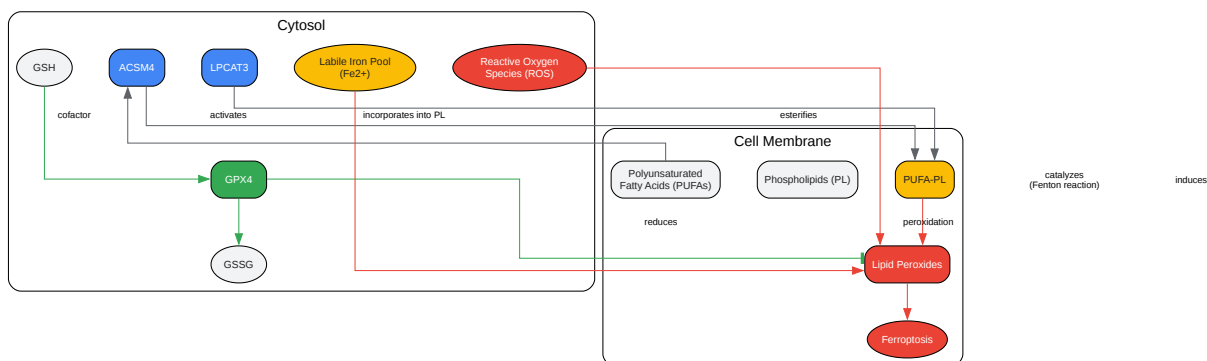 Cytosol
GSH
ACSM4
LPCAT3
Labile Iron Pool
(Fe2+)
Reactive Oxygen
Species (ROS)
cofactor
activates
incorporates into PL
esterifies
Cell Membrane
GPX4
Polyunsaturated
Fatty Acids (PUFAs)
Phospholipids (PL)
PUFA-PL
catalyzes
(Fenton reaction)
induces
reduces
peroxidation
GSSG
Lipid Peroxides
Ferroptosis